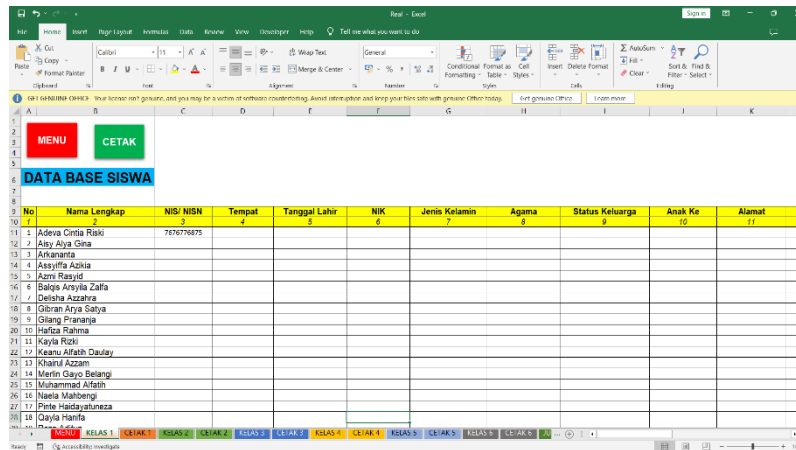 Real - Excel
Sign in
File Home Insert Page Layout Formulas Data Review View Developer Help Tell me what you want to do
Paste
Cut
Copy
Format Painter
Clipboard
Calibri 11
B I U
Font
Wrap Text
Merge & Center
Alignment
General
Number
Conditional Formatting
Format as Table
Cell Styles
Styles
Insert Delete Format
Cells
AutoSum
Fill
Clear
Sort & Filter
Find & Select
Editing
GET GENUINE OFFICE Your license isn't genuine, and you may be a victim of software counterfeiting. Avoid interruption and keep your files safe with genuine Office today. Get genuine Office Learn more
A B C D E F G H I J K
MENU CETAK
DATA BASE SISWA
No Nama Lengkap NIS/ NISN Tempat Tanggal Lahir NIK Jenis Kelamin Agama Status Keluarga Anak Ke Alamat
1 2 3 4 5 6 7 8 9 10 11
1 Adeva Cintia Riski 7676776875
2 Aisy Alya Gina
3 Arkananta
4 Assyiffa Azikia
5 Azmi Rasyid
6 Balqis Arsyila Zalfa
7 Delisha Azzahra
8 Gibran Arya Satya
9 Gilang Prananja
10 Hafiza Rahma
11 Kayla Rizki
12 Keanu Alfatih Daulay
13 Khairul Azzam
14 Merlin Gayo Belangi
15 Muhammad Alfatih
16 Naela Mahbengi
17 Pinte Haidayatuneza
18 Qayla Hanifa
MENU KELAS 1 CETAK 1 KELAS 2 CETAK 2 KELAS 3 CETAK 3 KELAS 4 CETAK 4 KELAS 5 CETAK 5 KELAS 6 CETAK 6
Ready Accessibility: Investigate